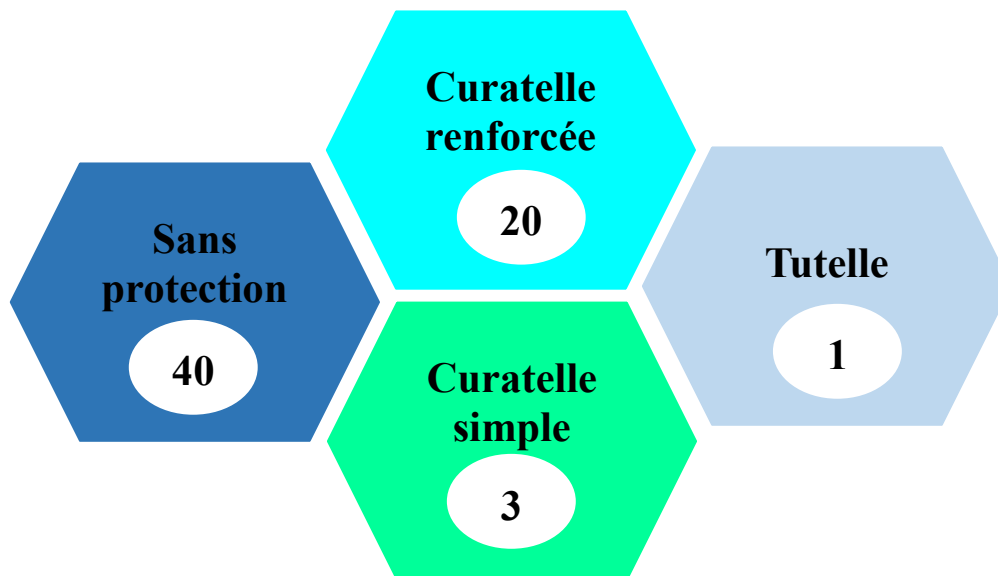 Curatelle
renforcée
20
Sans
protection
40
Tutelle
1
Curatelle
simple
3